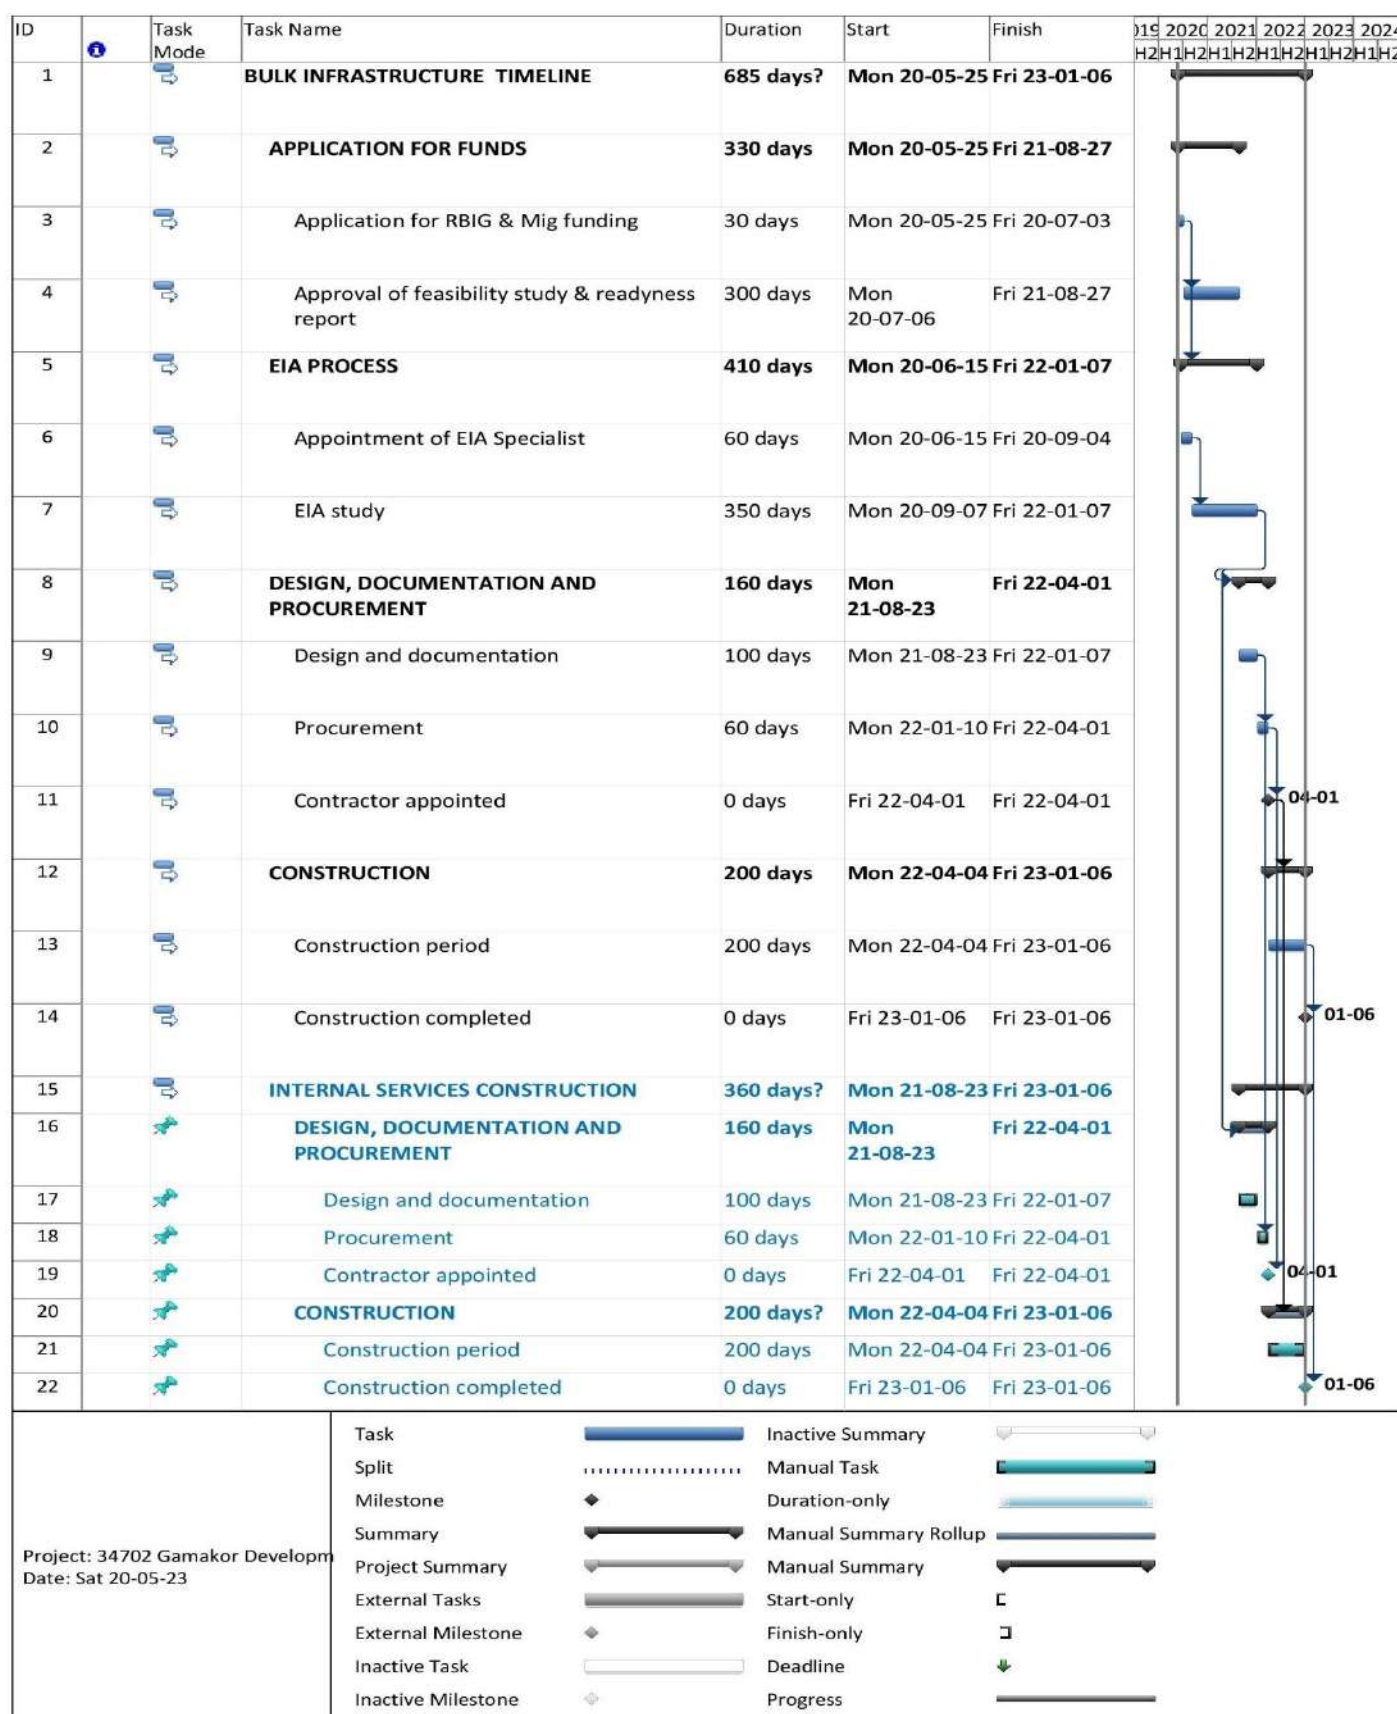 ID Task Mode Task Name Duration Start Finish 019 2020 2021 2022 2023 2024
H2 H1 H2 H1 H2 H1 H2 H1 H2 H1 H2
1 BULK INFRASTRUCTURE TIMELINE 685 days? Mon 20-05-25 Fri 23-01-06
2 APPLICATION FOR FUNDS 330 days Mon 20-05-25 Fri 21-08-27
3 Application for RBIG & Mig funding 30 days Mon 20-05-25 Fri 20-07-03
4 Approval of feasibility study & readyness report 300 days Mon 20-07-06 Fri 21-08-27
5 EIA PROCESS 410 days Mon 20-06-15 Fri 22-01-07
6 Appointment of EIA Specialist 60 days Mon 20-06-15 Fri 20-09-04
7 EIA study 350 days Mon 20-09-07 Fri 22-01-07
8 DESIGN, DOCUMENTATION AND PROCUREMENT 160 days Mon 21-08-23 Fri 22-04-01
9 Design and documentation 100 days Mon 21-08-23 Fri 22-01-07
10 Procurement 60 days Mon 22-01-10 Fri 22-04-01
11 Contractor appointed 0 days Fri 22-04-01 Fri 22-04-01 04-01
12 CONSTRUCTION 200 days Mon 22-04-04 Fri 23-01-06
13 Construction period 200 days Mon 22-04-04 Fri 23-01-06
14 Construction completed 0 days Fri 23-01-06 Fri 23-01-06 01-06
15 INTERNAL SERVICES CONSTRUCTION 360 days? Mon 21-08-23 Fri 23-01-06
16 DESIGN, DOCUMENTATION AND PROCUREMENT 160 days Mon 21-08-23 Fri 22-04-01
17 Design and documentation 100 days Mon 21-08-23 Fri 22-01-07
18 Procurement 60 days Mon 22-01-10 Fri 22-04-01
19 Contractor appointed 0 days Fri 22-04-01 Fri 22-04-01 04-01
20 CONSTRUCTION 200 days? Mon 22-04-04 Fri 23-01-06
21 Construction period 200 days Mon 22-04-04 Fri 23-01-06
22 Construction completed 0 days Fri 23-01-06 Fri 23-01-06 01-06
Project: 34702 Gamakor Developm
Date: Sat 20-05-23
Task Inactive Summary
Split Manual Task
Milestone Duration-only
Summary Manual Summary Rollup
Project Summary Manual Summary
External Tasks Start-only
External Milestone Finish-only
Inactive Task Deadline
Inactive Milestone Progress